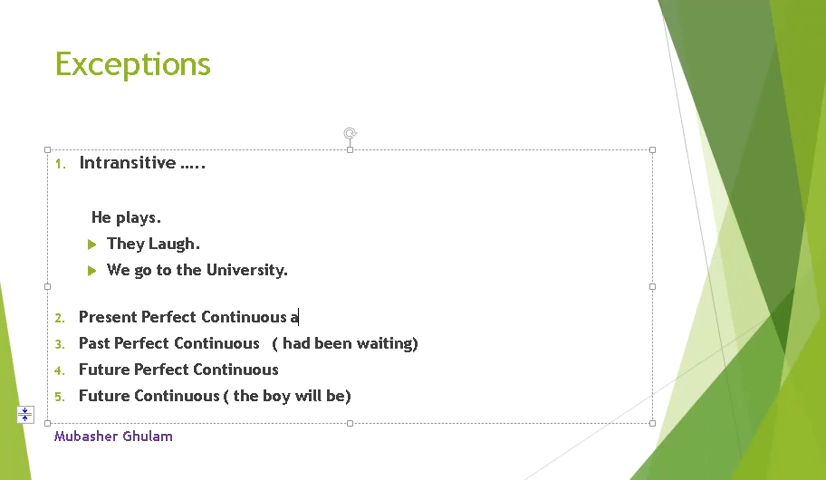 Exceptions
1. Intransitive …..
He plays.
They Laugh.
We go to the University.
2. Present Perfect Continuous a
3. Past Perfect Continuous ( had been waiting)
4. Future Perfect Continuous
5. Future Continuous ( the boy will be)
Mubasher Ghulam